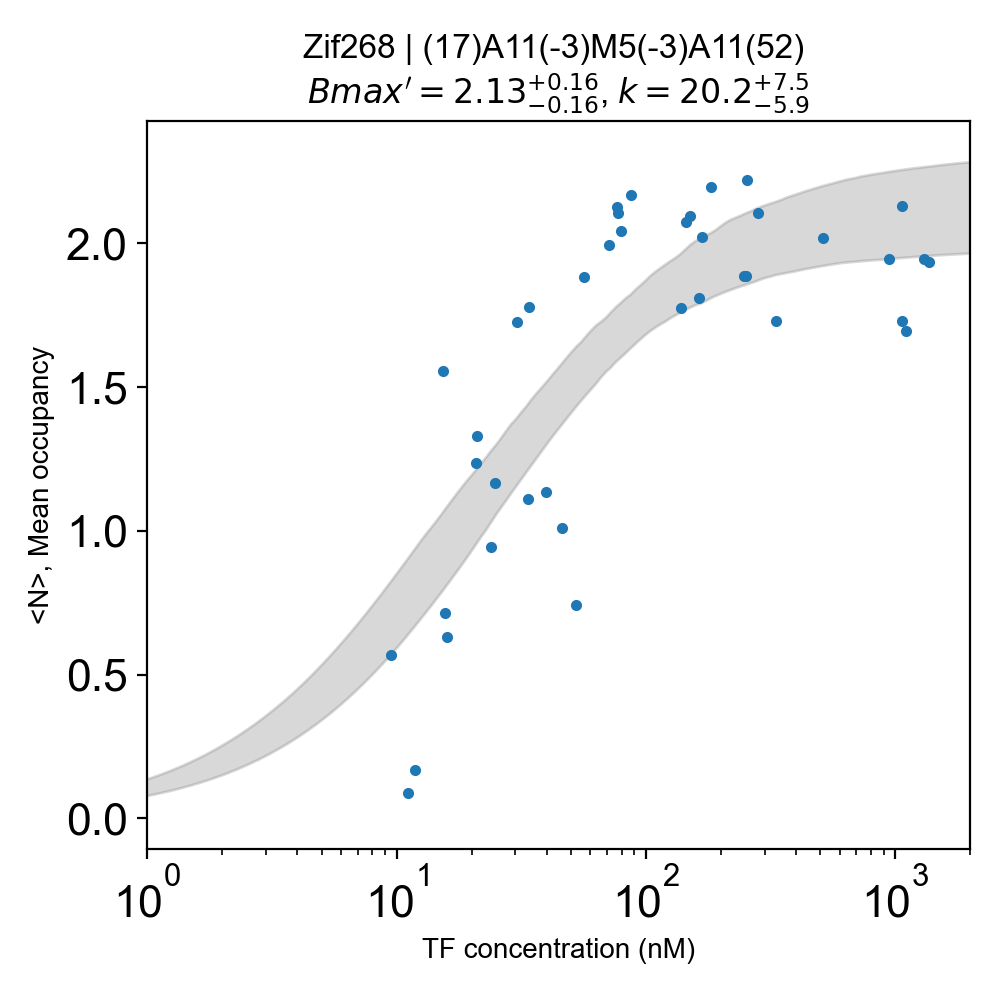 Zif268 | (17)A11(-3)M5(-3)A11(52)
Bmax′ = 2.13⁺⁰·¹⁶₋₀.₁₆, k = 20.2⁺⁷·⁵₋₅.₉
2.0
1.5
1.0
0.5
0.0
<N>, Mean occupancy
10⁰
10¹
10²
10³
TF concentration (nM)